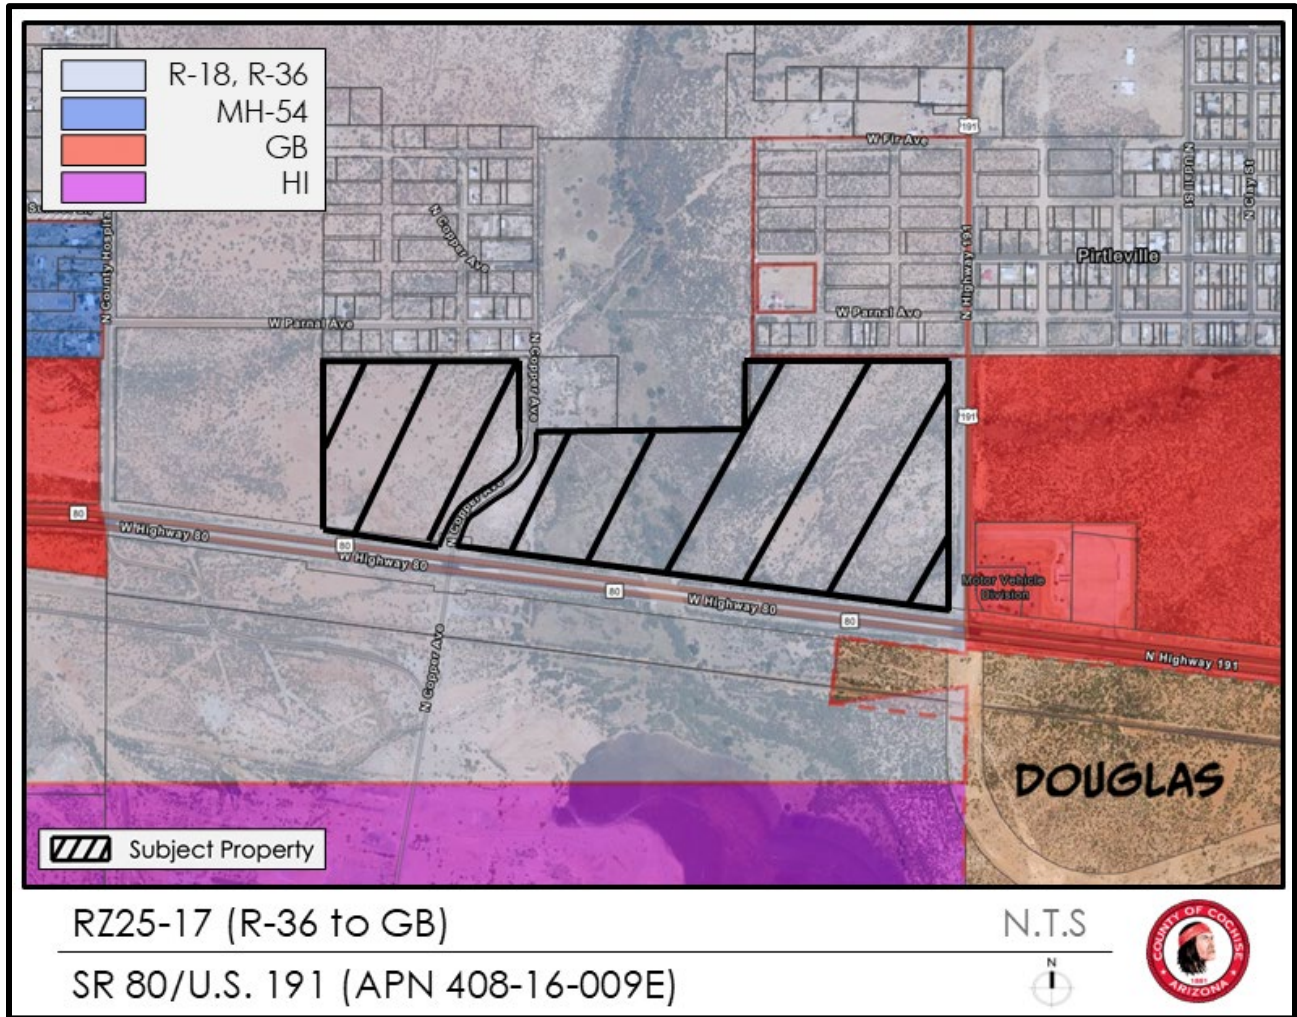 R-18, R-36
MH-54
GB
HI
191
W Fir Ave
N Clay St
N County Hospita
N Copper Ave
N Highway 191
Pirtleville
W Parnal Ave
W Parnal Ave
N Copper Ave
191
80
W Highway 80
N Copper Ave
80
W Highway 80
80
W Highway 80
80
Motor Vehicle
Division
N Highway 191
N Copper Ave
DOUGLAS
Subject Property
RZ25-17 (R-36 to GB)
N.T.S
SR 80/U.S. 191 (APN 408-16-009E)
N
COUNTY OF COCHISE
1881
ARIZONA